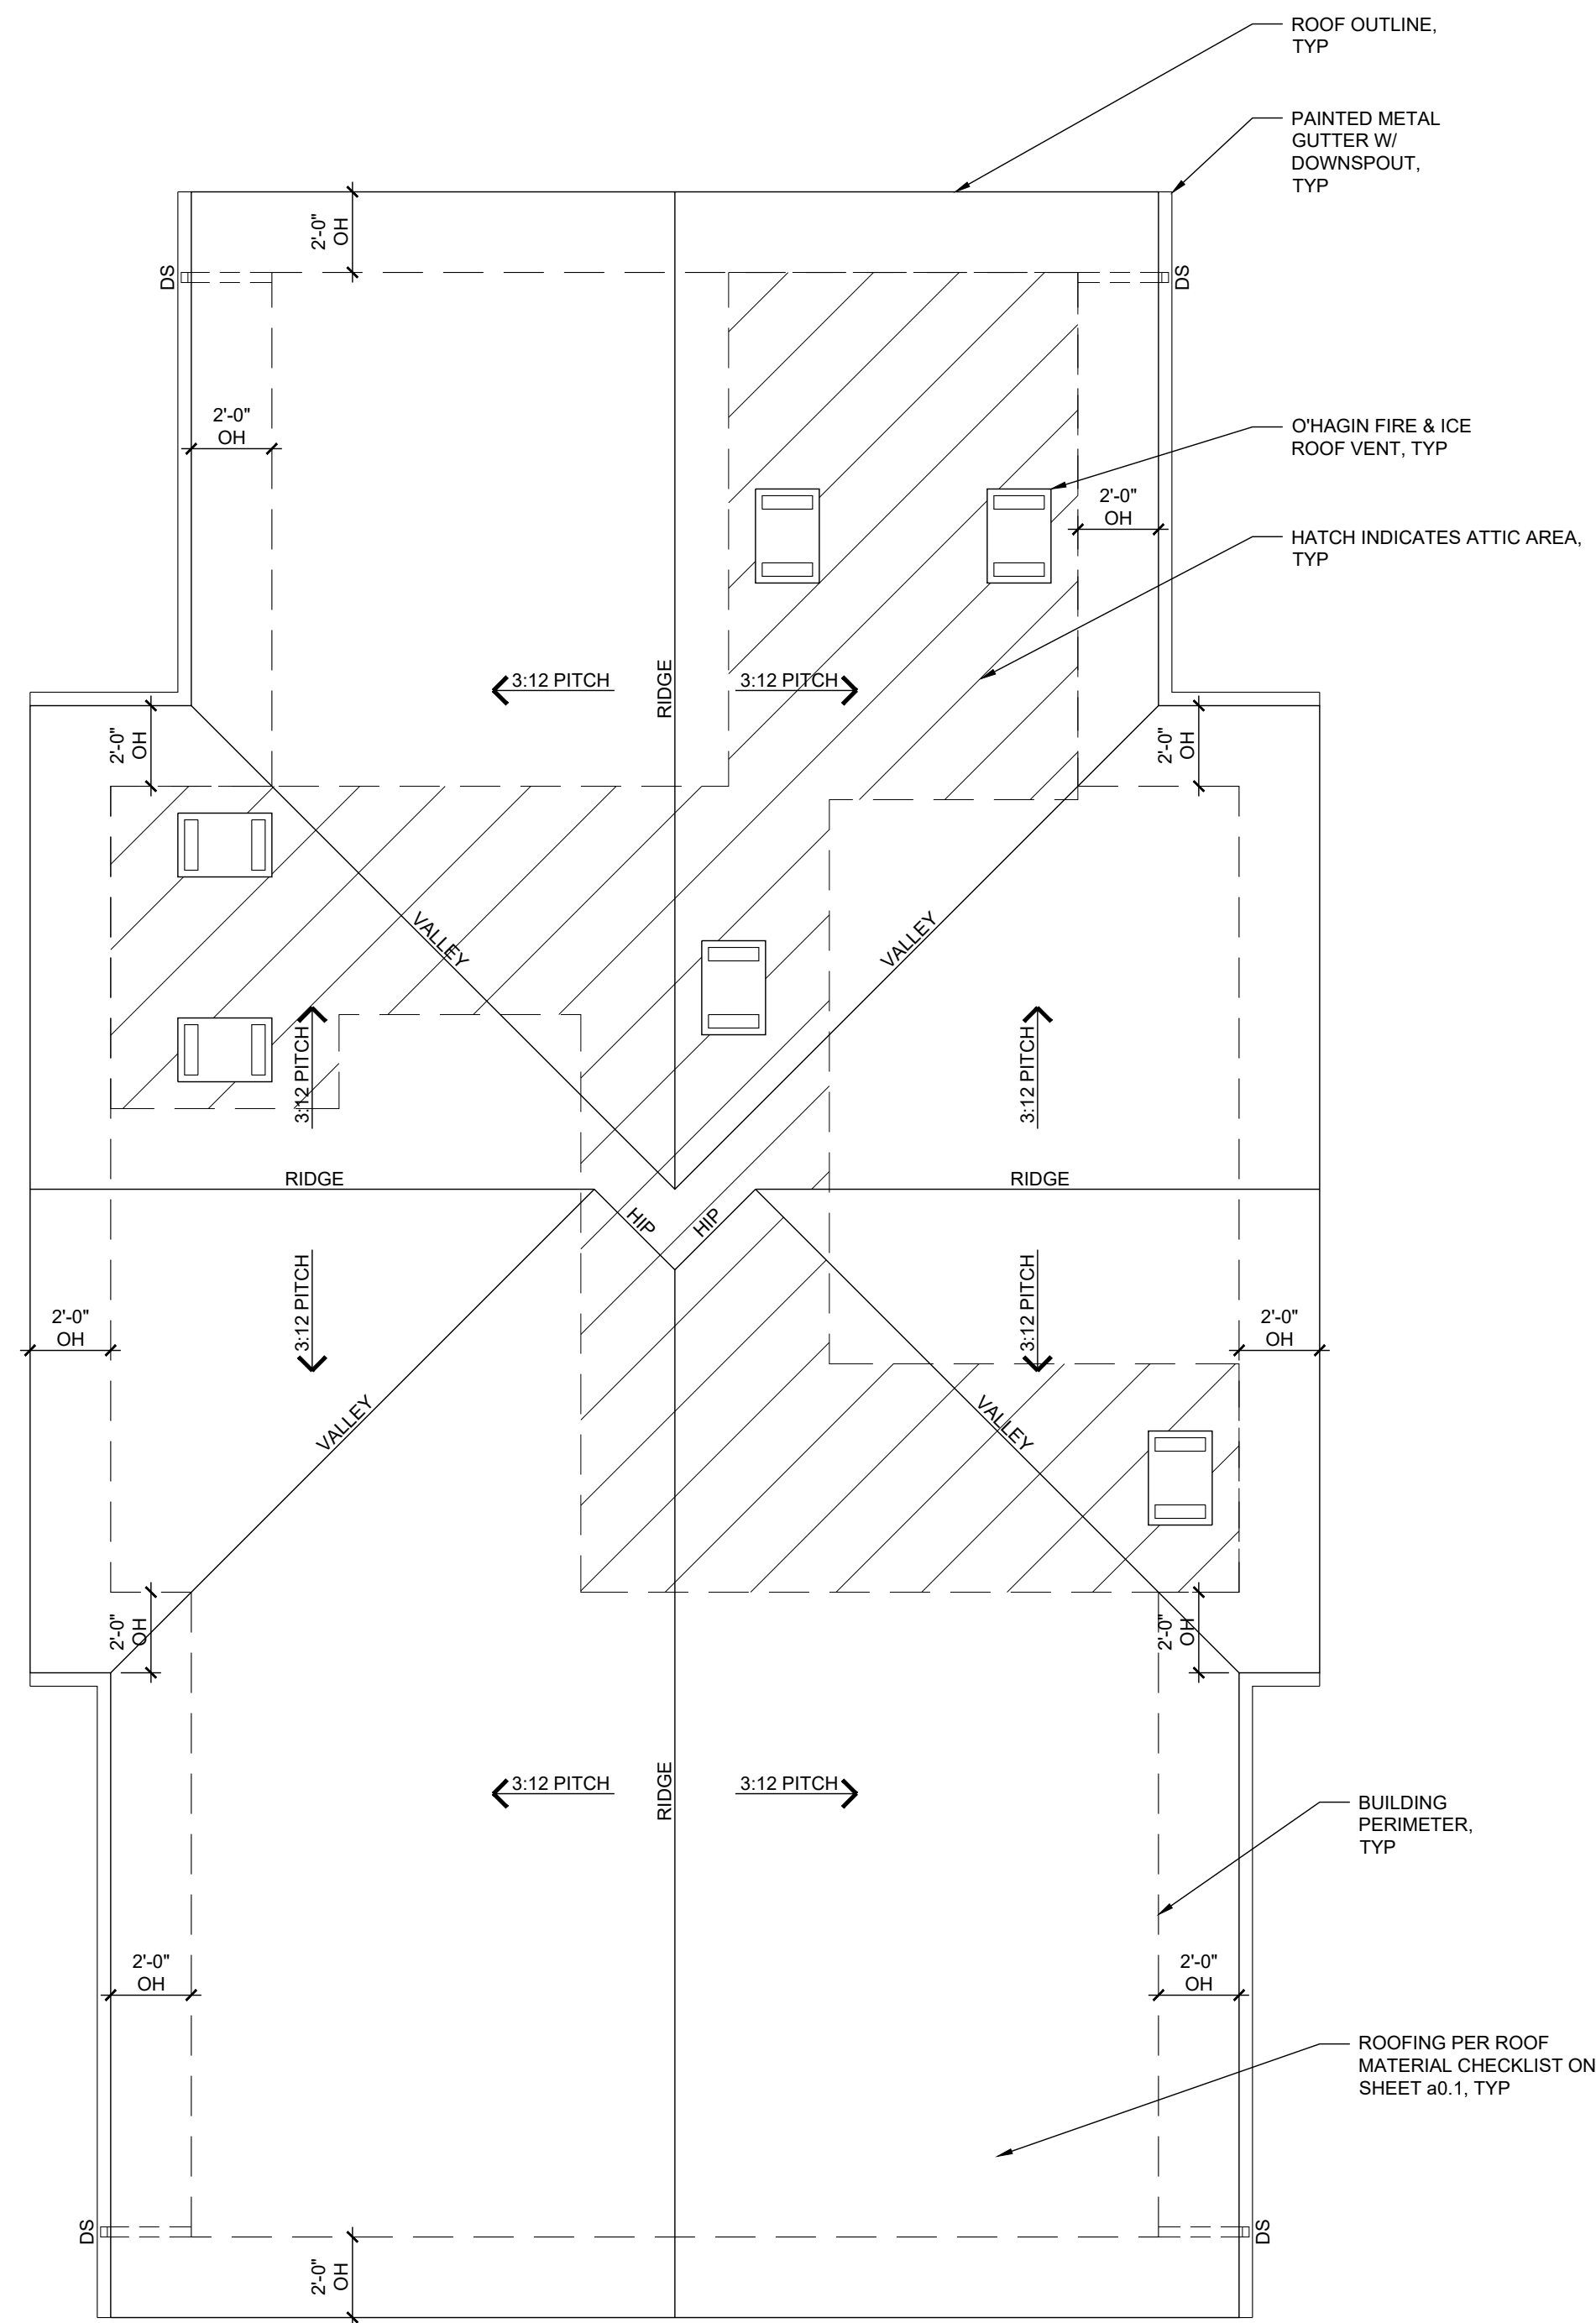 ROOF OUTLINE,
TYP
PAINTED METAL
GUTTER W/
DOWNSPOUT,
TYP
2'-0"
OH
DS
DS
2'-0"
OH
O'HAGIN FIRE & ICE
ROOF VENT, TYP
2'-0"
OH
HATCH INDICATES ATTIC AREA,
TYP
3:12 PITCH
RIDGE
3:12 PITCH
2'-0"
OH
2'-0"
OH
VALLEY
VALLEY
3:12 PITCH
3:12 PITCH
RIDGE
RIDGE
HIP
HIP
3:12 PITCH
3:12 PITCH
2'-0"
OH
2'-0"
OH
VALLEY
VALLEY
2'-0"
OH
2'-0"
OH
3:12 PITCH
RIDGE
3:12 PITCH
BUILDING
PERIMETER,
TYP
2'-0"
OH
2'-0"
OH
ROOFING PER ROOF
MATERIAL CHECKLIST ON
SHEET a0.1, TYP
DS
DS
2'-0"
OH